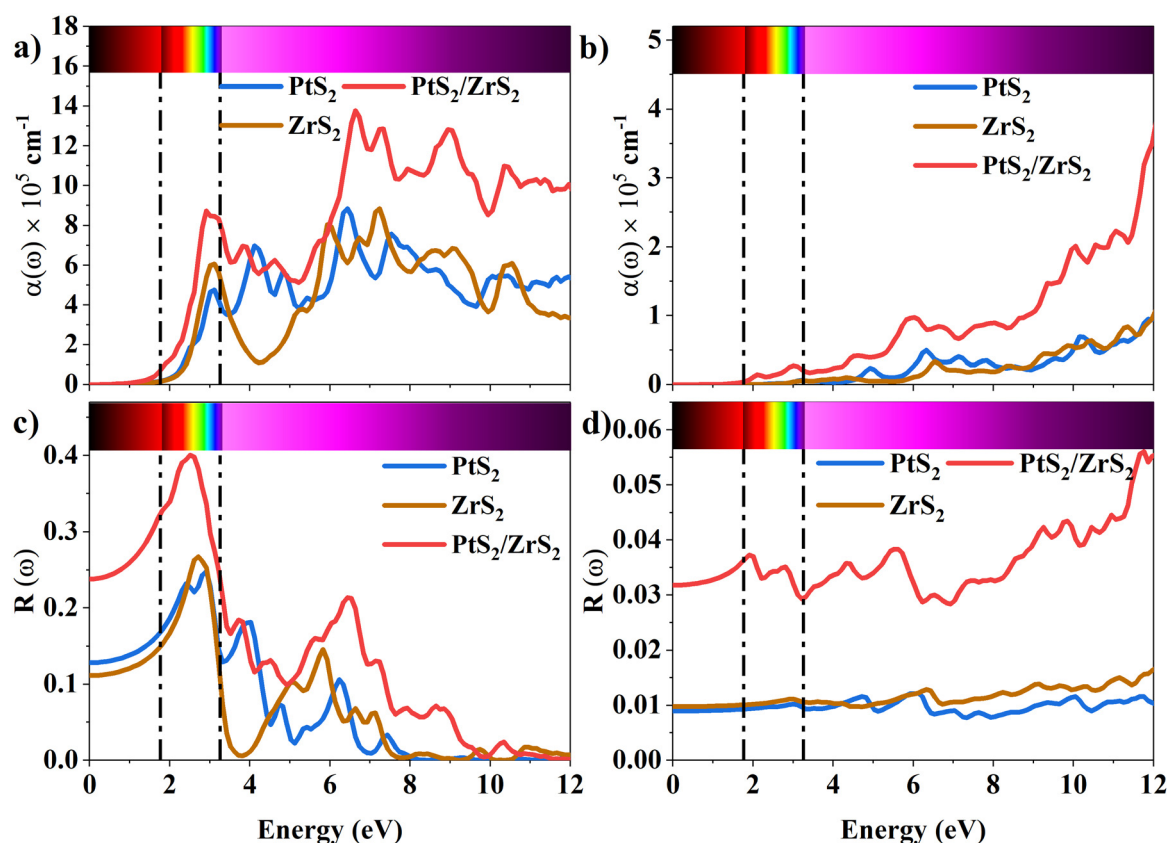 a)
18
16
14
12
10
8
6
4
2
0
α(ω) × 10⁵ cm⁻¹
PtS₂ PtS₂/ZrS₂
ZrS₂
0 2 4 6 8 10 12
b)
5
4
3
2
1
0
α(ω) × 10⁵ cm⁻¹
PtS₂
ZrS₂
PtS₂/ZrS₂
0 2 4 6 8 10 12
c)
0.4
0.3
0.2
0.1
0.0
R (ω)
PtS₂
ZrS₂
PtS₂/ZrS₂
0 2 4 6 8 10 12
Energy (eV)
d)
0.06
0.05
0.04
0.03
0.02
0.01
0.00
R (ω)
PtS₂ PtS₂/ZrS₂
ZrS₂
0 2 4 6 8 10 12
Energy (eV)